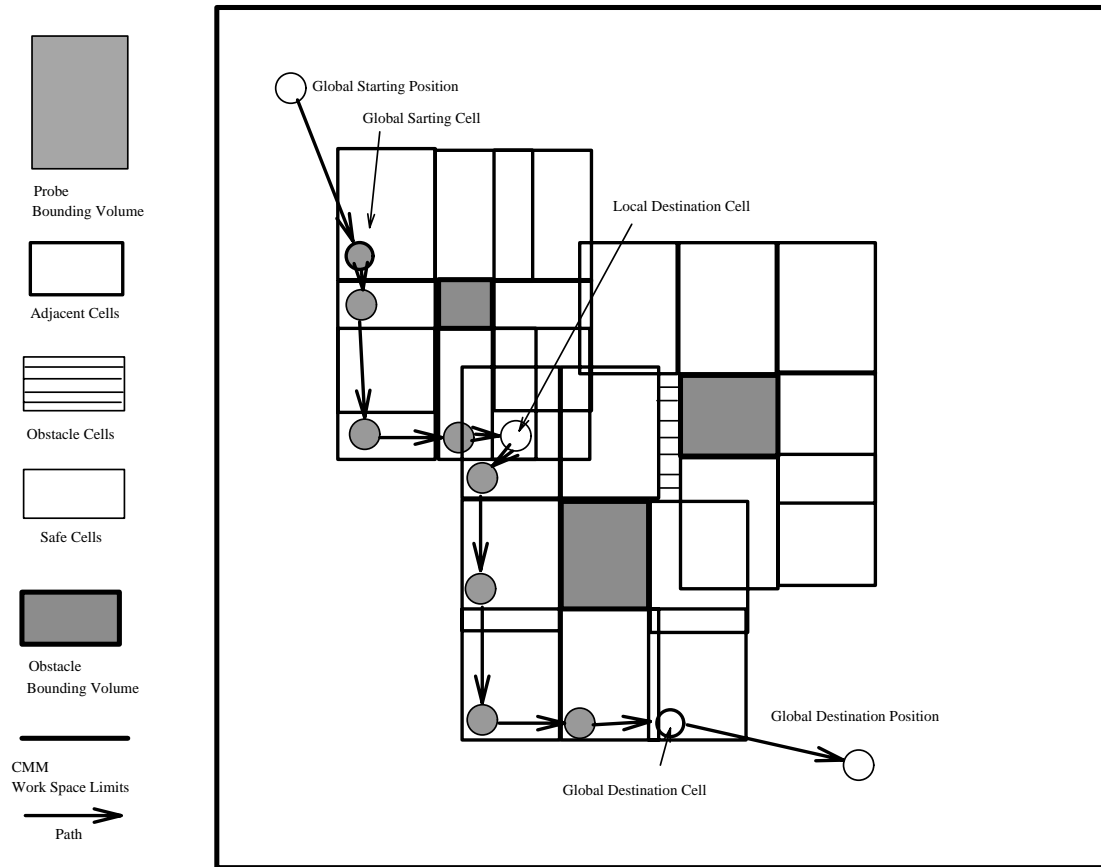 Probe
Bounding Volume
Adjacent Cells
Obstacle Cells
Safe Cells
Obstacle
Bounding Volume
CMM
Work Space Limits
Path
Global Starting Position
Global Sarting Cell
Local Destination Cell
Global Destination Position
Global Destination Cell